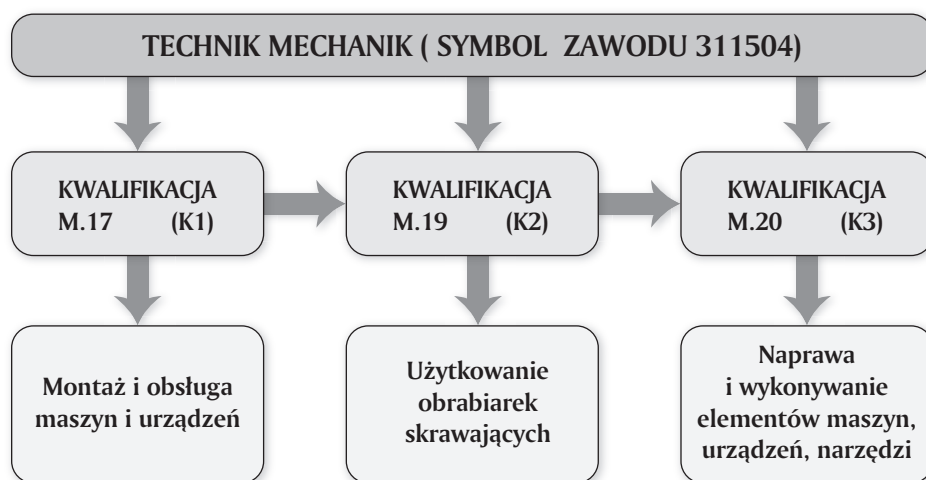 TECHNIK MECHANIK ( SYMBOL ZAWODU 311504)
KWALIFIKACJA
M.17 (K1)
KWALIFIKACJA
M.19 (K2)
KWALIFIKACJA
M.20 (K3)
Montaż i obsługa
maszyn i urządzeń
Użytkowanie
obrabiarek
skrawających
Naprawa
i wykonywanie
elementów maszyn,
urządzeń, narzędzi